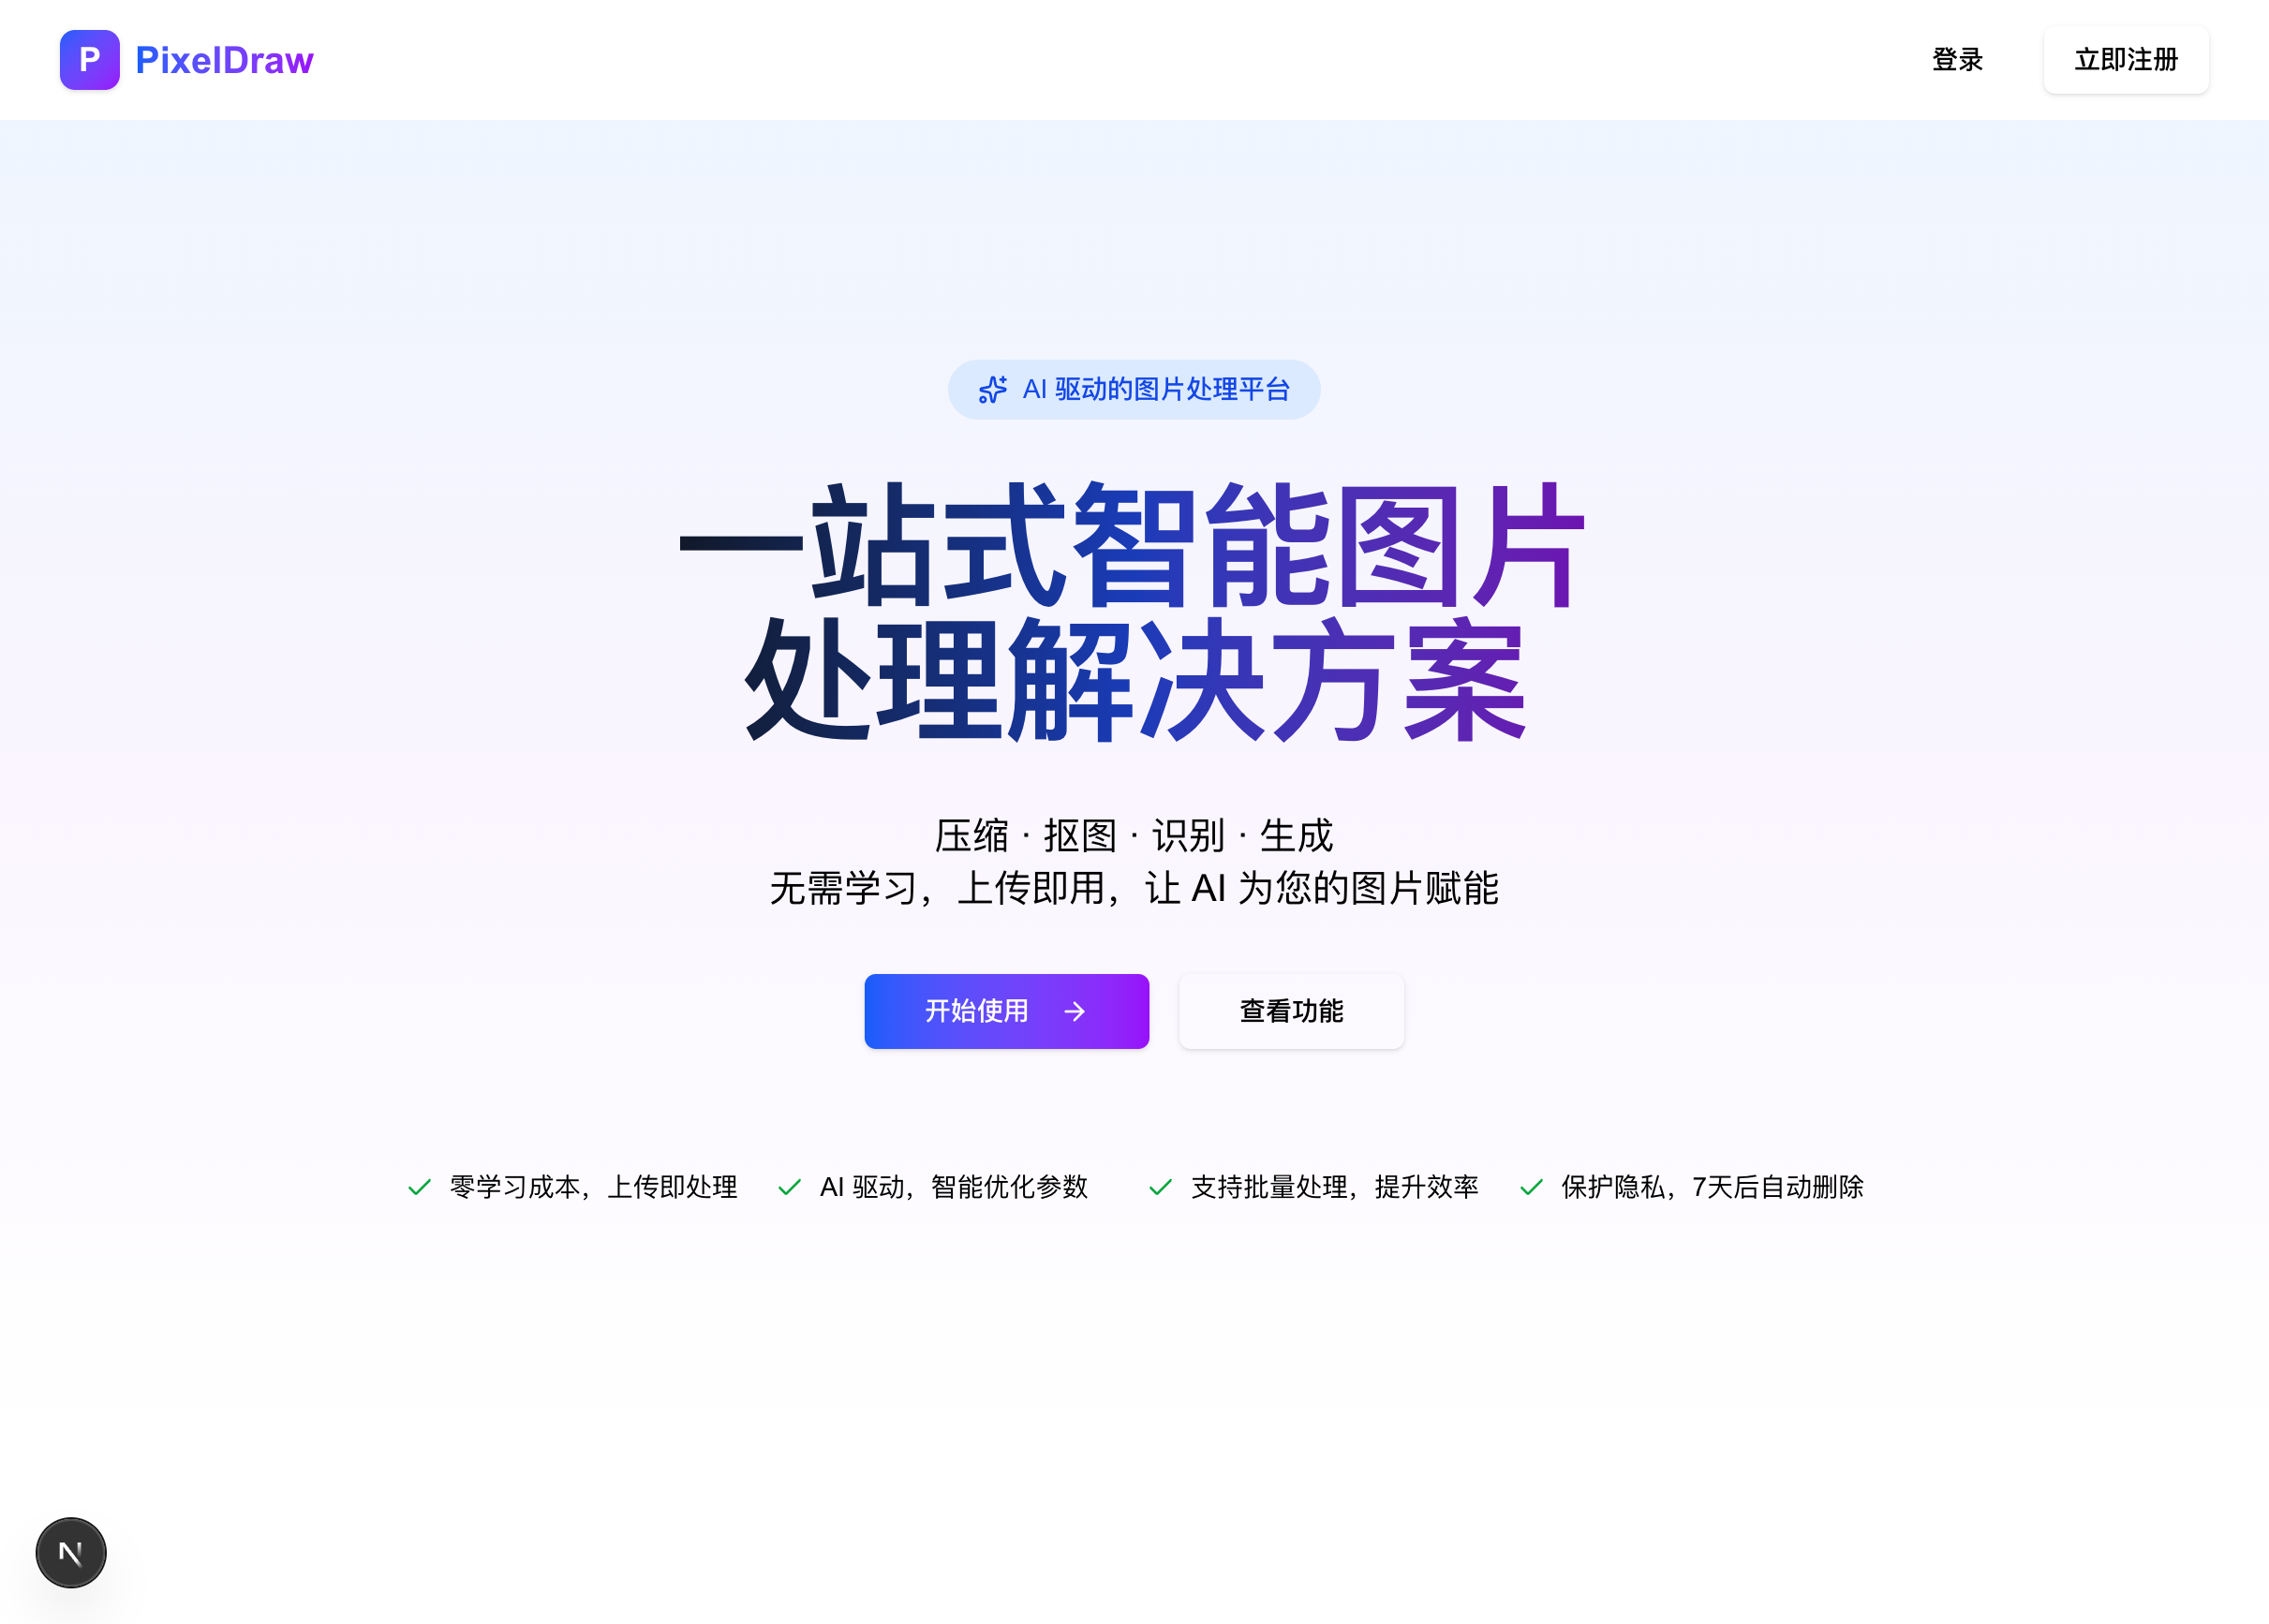 P PixelDraw
登录
立即注册
AI 驱动的图片处理平台
一站式智能图片
处理解决方案
压缩 · 抠图 · 识别 · 生成
无需学习，上传即用，让 AI 为您的图片赋能
开始使用
查看功能
零学习成本，上传即处理
AI 驱动，智能优化参数
支持批量处理，提升效率
保护隐私，7天后自动删除
N